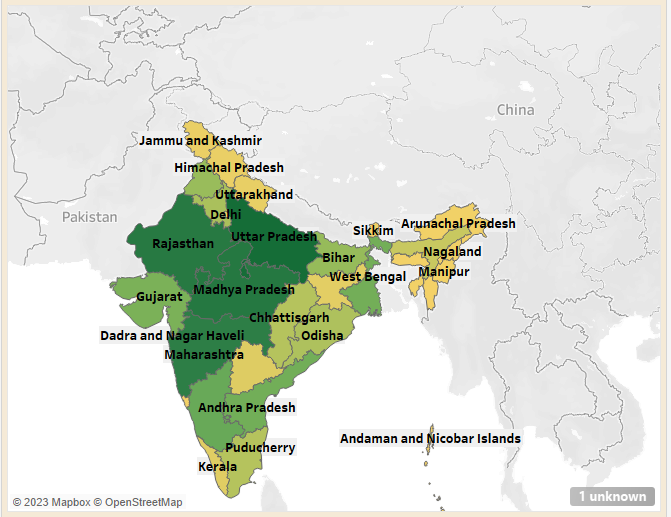 China
Jammu and Kashmir
Himachal Pradesh
Uttarakhand
Pakistan
Delhi
Arunachal Pradesh
Sikkim
Rajasthan
Uttar Pradesh
Nagaland
Bihar
Manipur
West Bengal
Madhya Pradesh
Gujarat
Chhattisgarh
Dadra and Nagar Haveli
Odisha
Maharashtra
Andhra Pradesh
Andaman and Nicobar Islands
Puducherry
Kerala
1 unknown
© 2023 Mapbox © OpenStreetMap